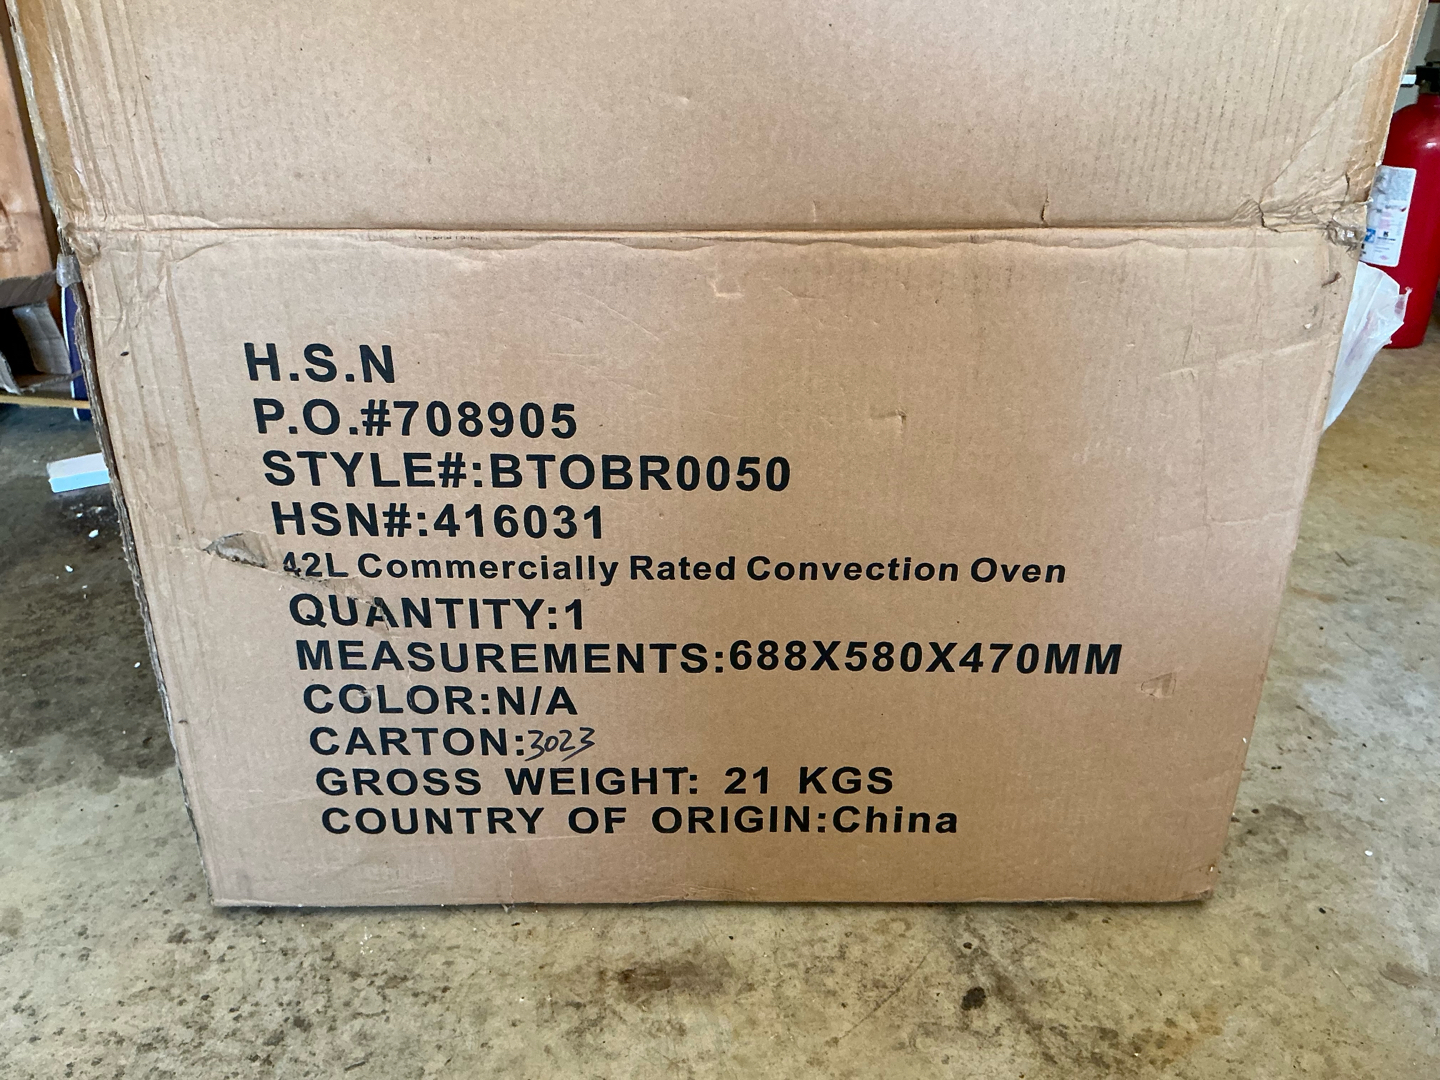 H.S.N
P.O.#708905
STYLE#:BTOBR0050
HSN#:416031
42L Commercially Rated Convection Oven
QUANTITY:1
MEASUREMENTS:688X580X470MM
COLOR:N/A
CARTON:3023
GROSS WEIGHT: 21 KGS
COUNTRY OF ORIGIN:China